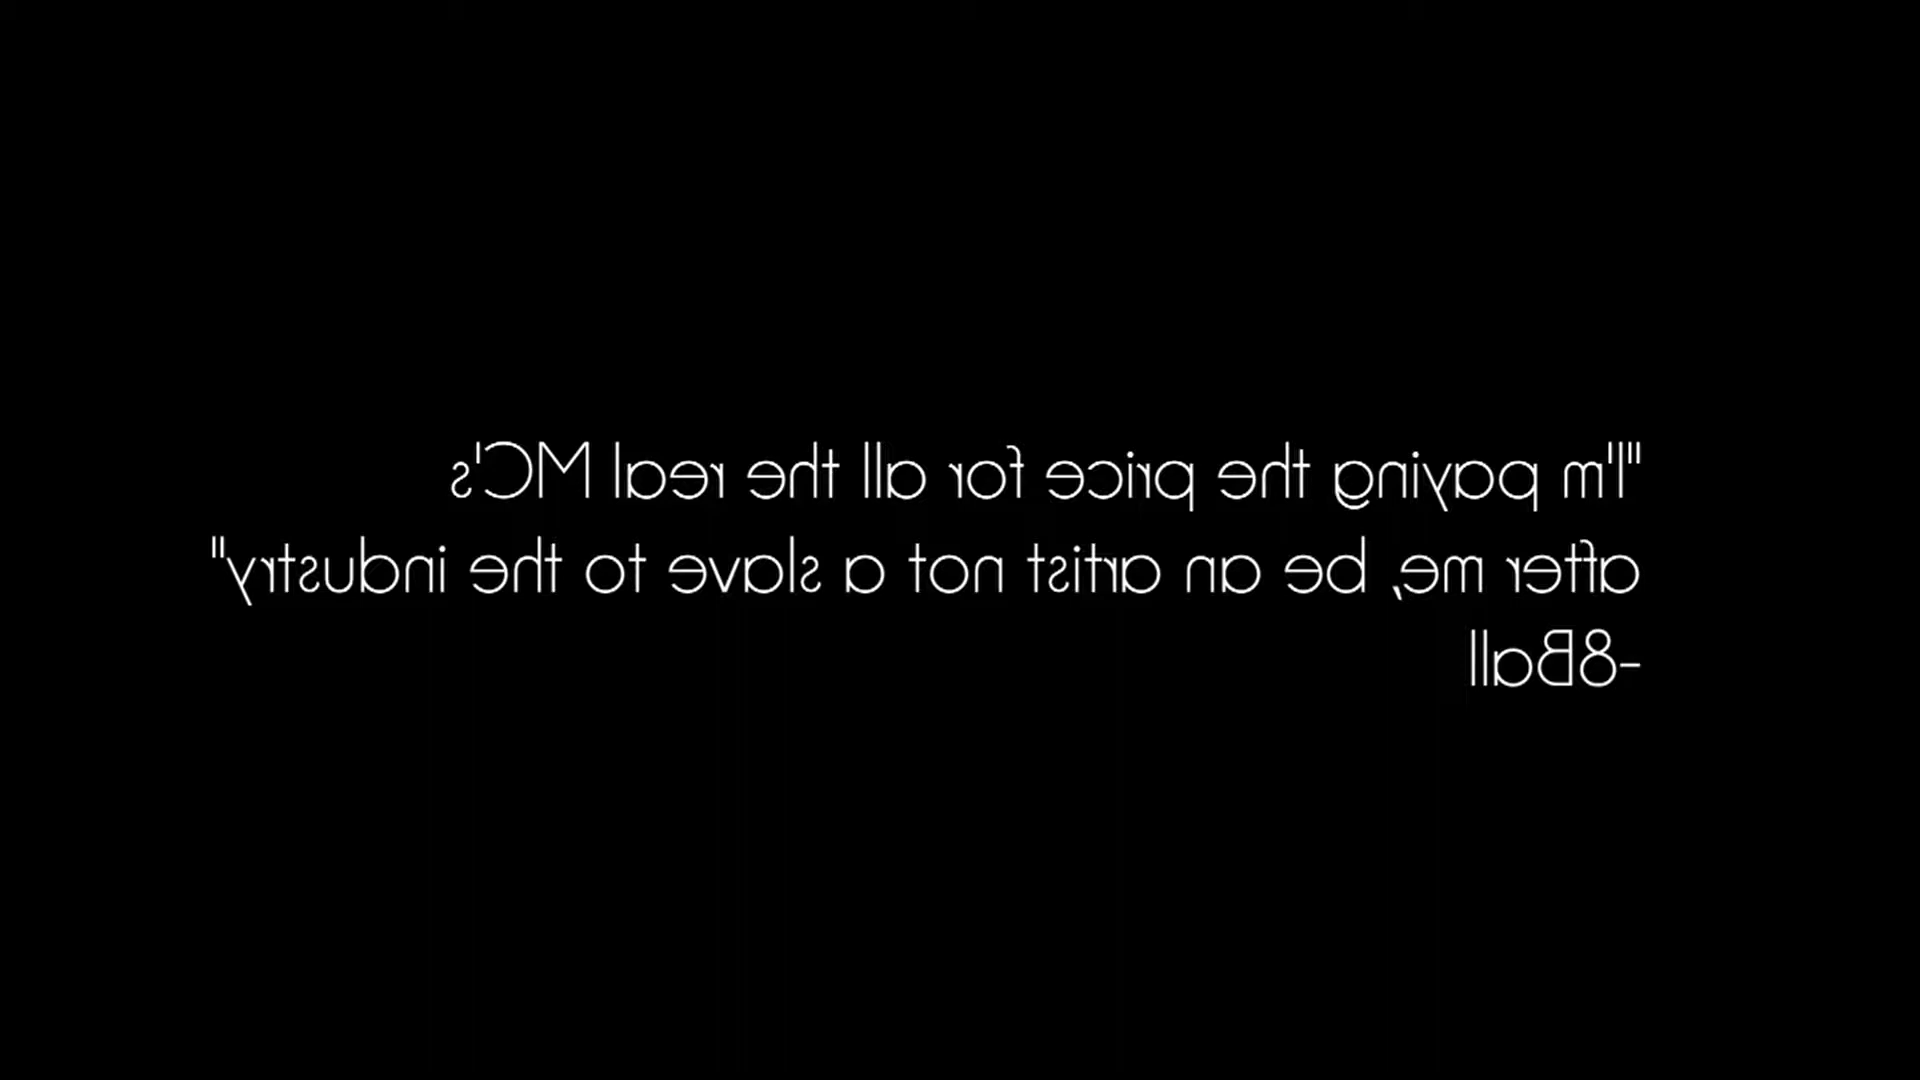 "I'm paying the price for all the real MC's
after me, be an artist not a slave to the industry"
-8Ball